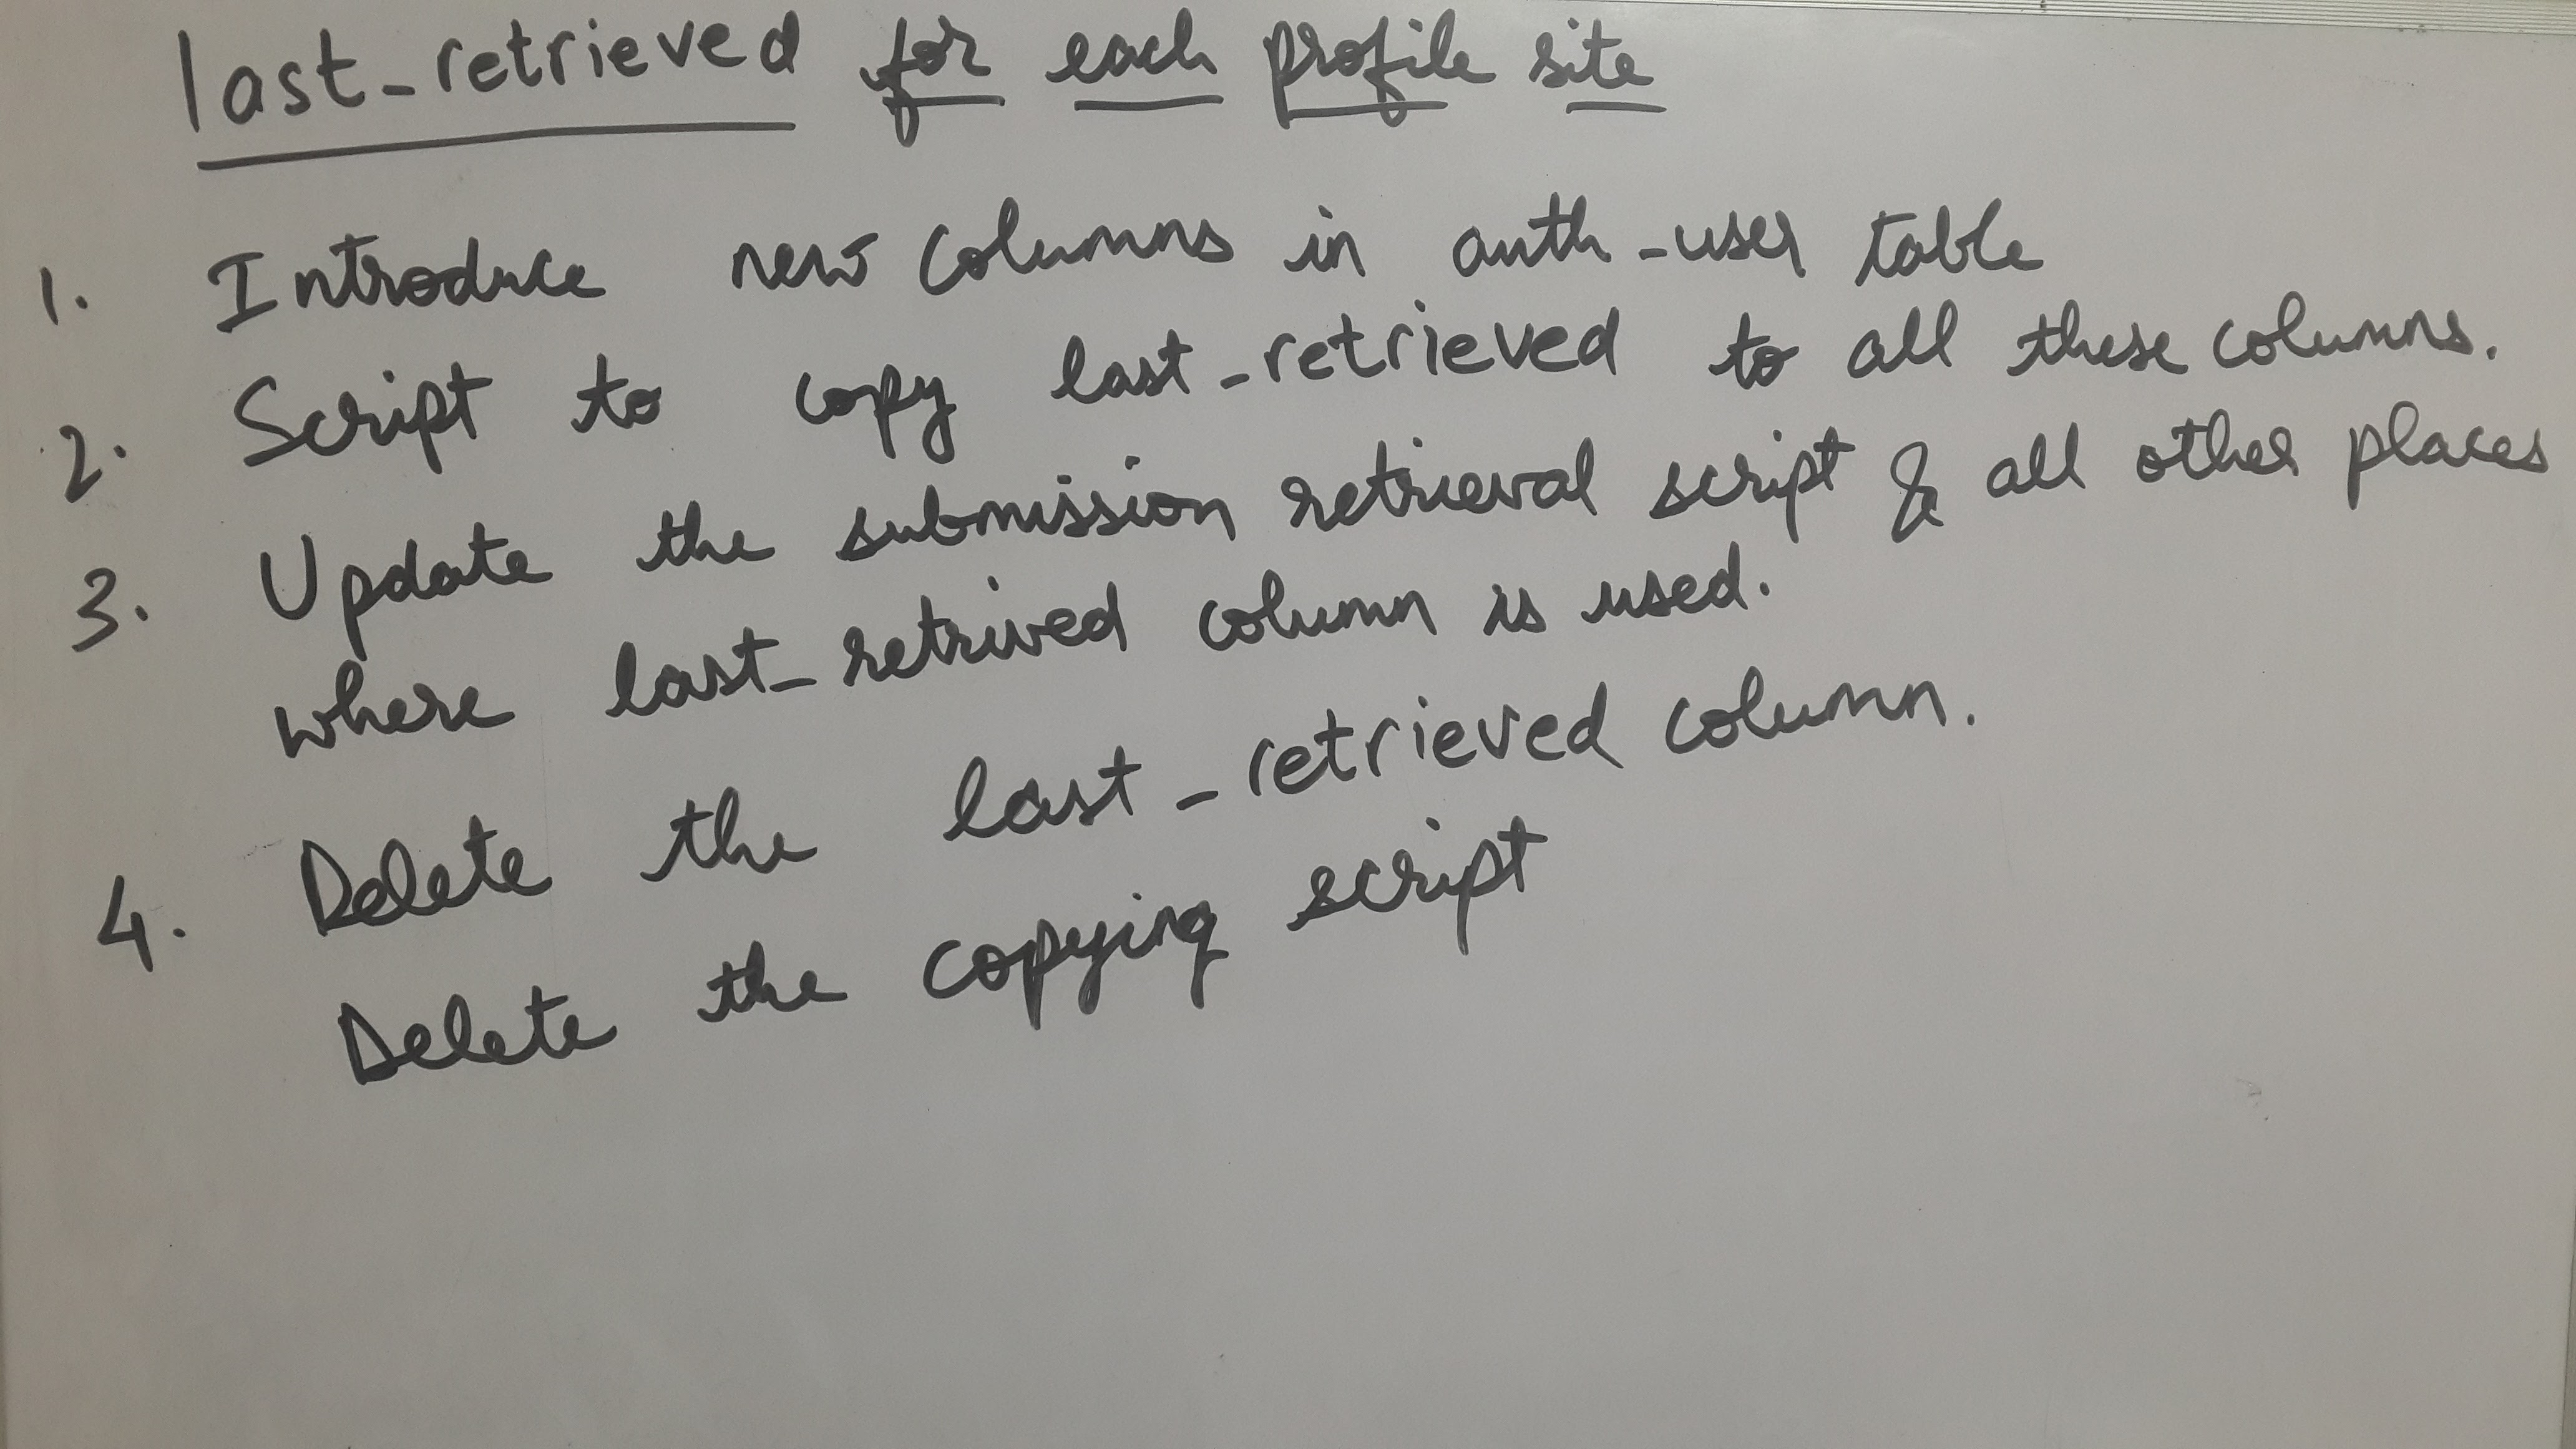 last_retrieved for each profile site
1. Introduce new columns in auth_user table
2. Script to copy last_retrieved to all these columns.
3. Update the submission retrieval script & all other places
where last_retrived column is used.
4. Delete the last_retrieved column.
Delete the copying script